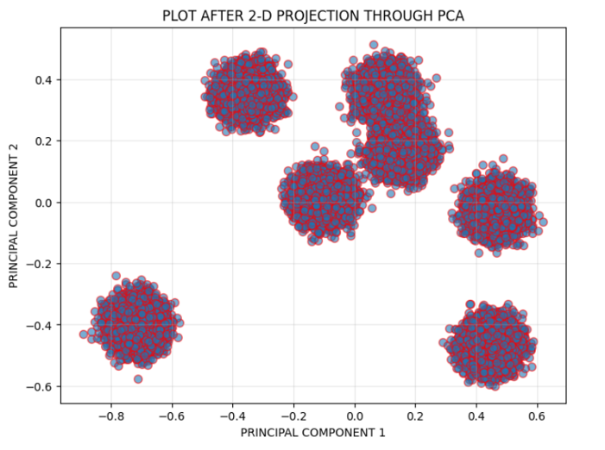 PLOT AFTER 2-D PROJECTION THROUGH PCA
PRINCIPAL COMPONENT 2
0.4
0.2
0.0
−0.2
−0.4
−0.6
−0.8 −0.6 −0.4 −0.2 0.0 0.2 0.4 0.6
PRINCIPAL COMPONENT 1